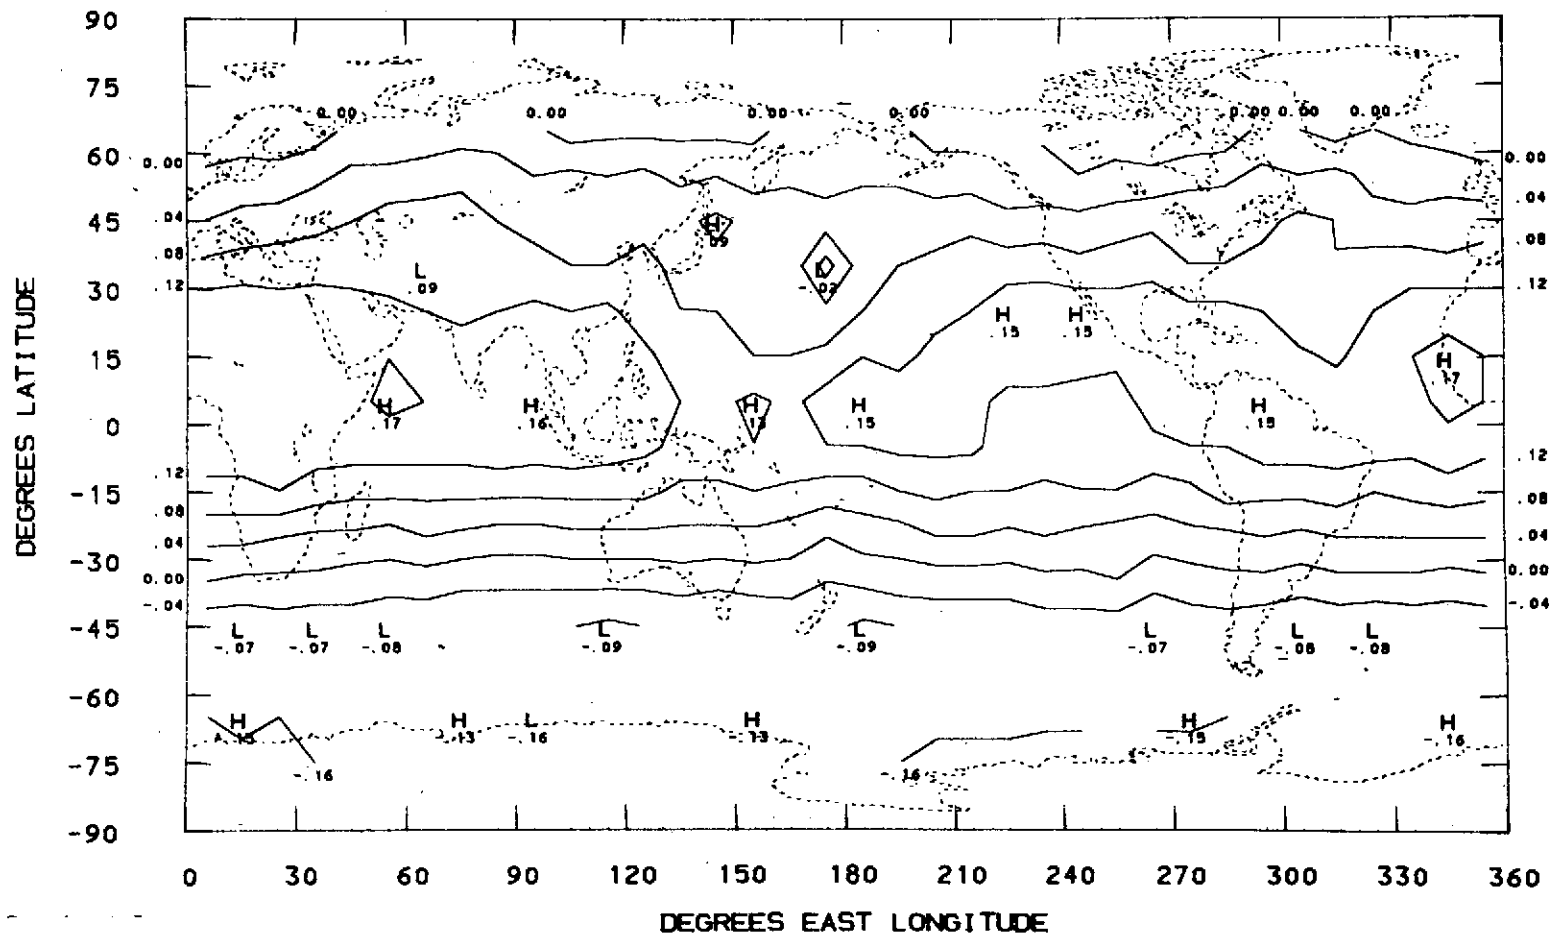 90
75
0.00 0.00 0.00 0.00 0.00 0.00 0.00
60
0.00 0.00
.04 .04
45
H
.09
.08 .08
L L
.09 -.02
30
.12 .12
H H
.15 .15
15
H
.17
H H H H H
.17 .16 .13 .15 .15
0
.12 .12
-15
.08 .08
.04 .04
-30
0.00 0.00
-.04 -.04
-45
L L L L L L L L
-.07 -.07 -.08 -.09 -.09 -.07 -.08
-60
H H L H H H
-.13 -.16 -.13 -.15 -.16
-75
-.16 -.16
-90
0 30 60 90 120 150 180 210 240 270 300 330 360
DEGREES LATITUDE
DEGREES EAST LONGITUDE